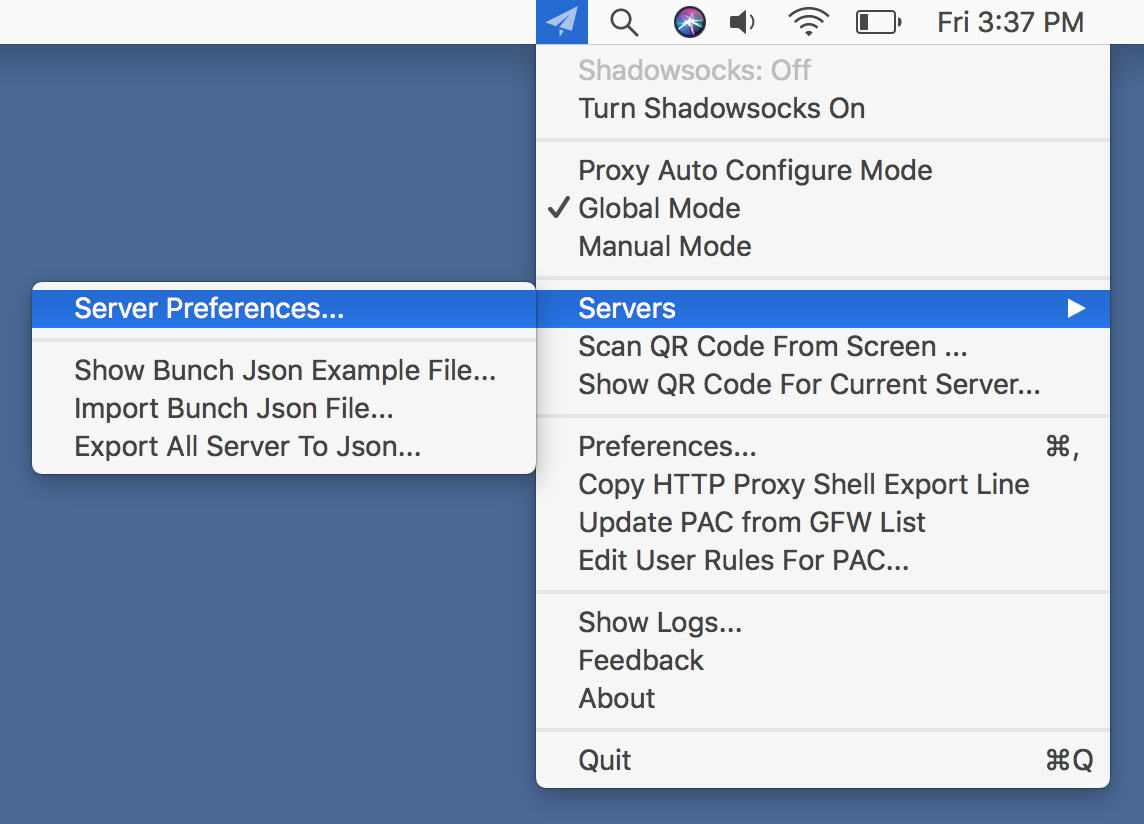 Fri 3:37 PM
Shadowsocks: Off
Turn Shadowsocks On
Proxy Auto Configure Mode
Global Mode
Manual Mode
Servers
Server Preferences...
Show Bunch Json Example File...
Import Bunch Json File...
Export All Server To Json...
Scan QR Code From Screen ...
Show QR Code For Current Server...
Preferences... ⌘,
Copy HTTP Proxy Shell Export Line
Update PAC from GFW List
Edit User Rules For PAC...
Show Logs...
Feedback
About
Quit ⌘Q